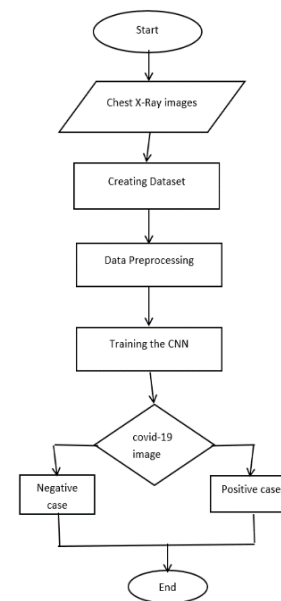 Start
Chest X-Ray images
Creating Dataset
Data Preprocessing
Training the CNN
covid-19
image
Negative
case
Positive case
End